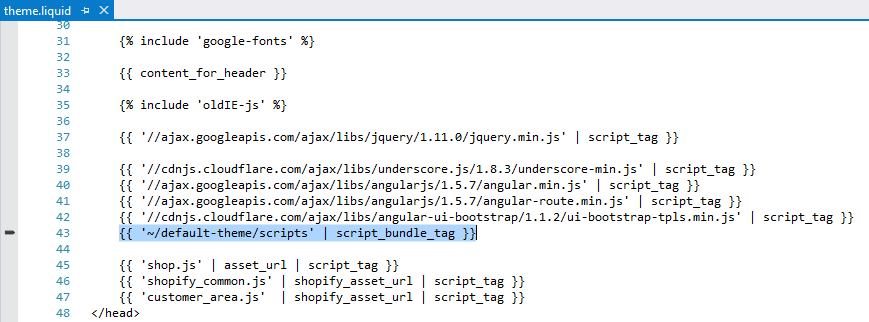 theme.liquid
30
31 {% include 'google-fonts' %}
32
33 {{ content_for_header }}
34
35 {% include 'oldIE-js' %}
36
37 {{ '//ajax.googleapis.com/ajax/libs/jquery/1.11.0/jquery.min.js' | script_tag }}
38
39 {{ '//cdnjs.cloudflare.com/ajax/libs/underscore.js/1.8.3/underscore-min.js' | script_tag }}
40 {{ '//ajax.googleapis.com/ajax/libs/angularjs/1.5.7/angular.min.js' | script_tag }}
41 {{ '//ajax.googleapis.com/ajax/libs/angularjs/1.5.7/angular-route.min.js' | script_tag }}
42 {{ '//cdnjs.cloudflare.com/ajax/libs/angular-ui-bootstrap/1.1.2/ui-bootstrap-tpls.min.js' | script_tag }}
43 {{ '~/default-theme/scripts' | script_bundle_tag }}
44
45 {{ 'shop.js' | asset_url | script_tag }}
46 {{ 'shopify_common.js' | shopify_asset_url | script_tag }}
47 {{ 'customer_area.js'  | shopify_asset_url | script_tag }}
48 </head>